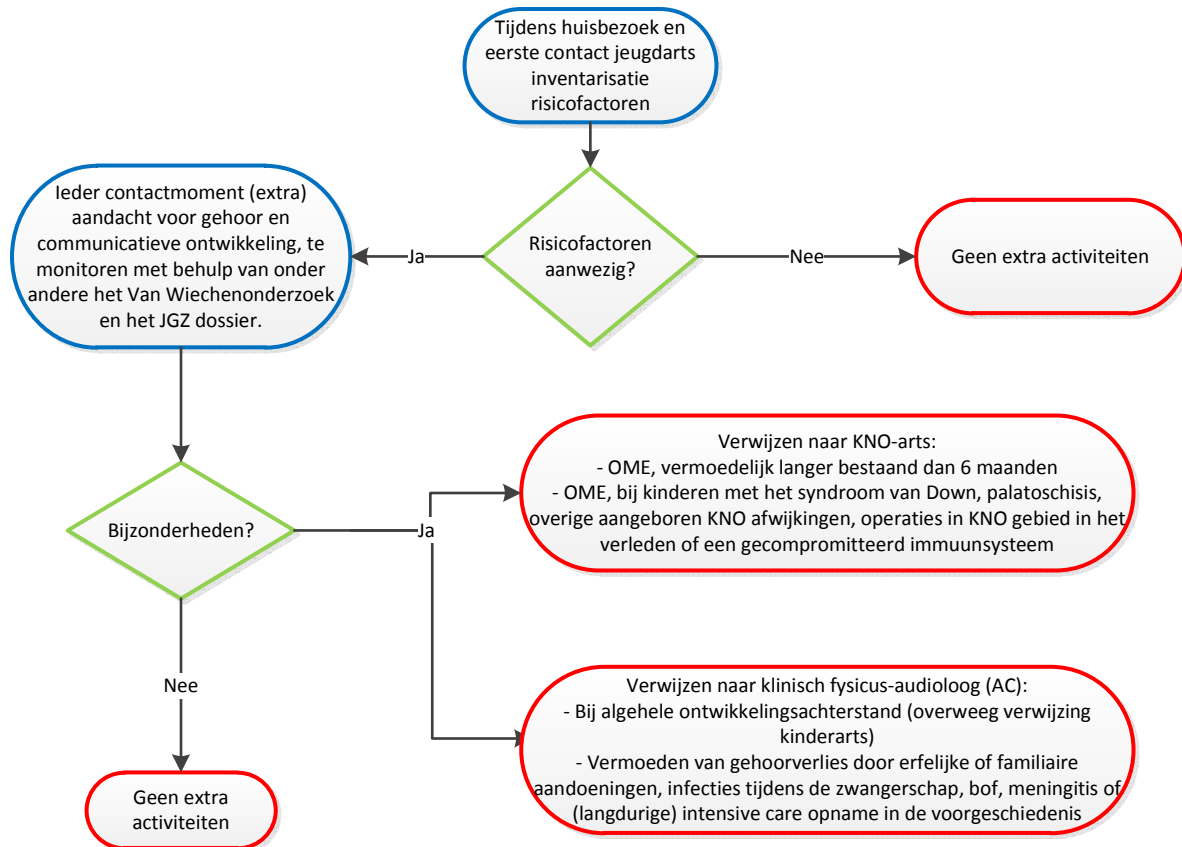 Tijdens huisbezoek en
eerste contact jeugdarts
inventarisatie
risicofactoren
Ieder contactmoment (extra)
aandacht voor gehoor en
communicatieve ontwikkeling, te
monitoren met behulp van onder
andere het Van Wiechenonderzoek
en het JGZ dossier.
Ja
Risicofactoren
aanwezig?
Nee
Geen extra activiteiten
Bijzonderheden?
Ja
Verwijzen naar KNO-arts:
- OME, vermoedelijk langer bestaand dan 6 maanden
- OME, bij kinderen met het syndroom van Down, palatoschisis,
overige aangeboren KNO afwijkingen, operaties in KNO gebied in het
verleden of een gecompromitteerd immuunsysteem
Nee
Verwijzen naar klinisch fysicus-audioloog (AC):
- Bij algehele ontwikkelingsachterstand (overweeg verwijzing
kinderarts)
- Vermoeden van gehoorverlies door erfelijke of familiaire
aandoeningen, infecties tijdens de zwangerschap, bof, meningitis of
(langdurige) intensive care opname in de voorgeschiedenis
Geen extra
activiteiten